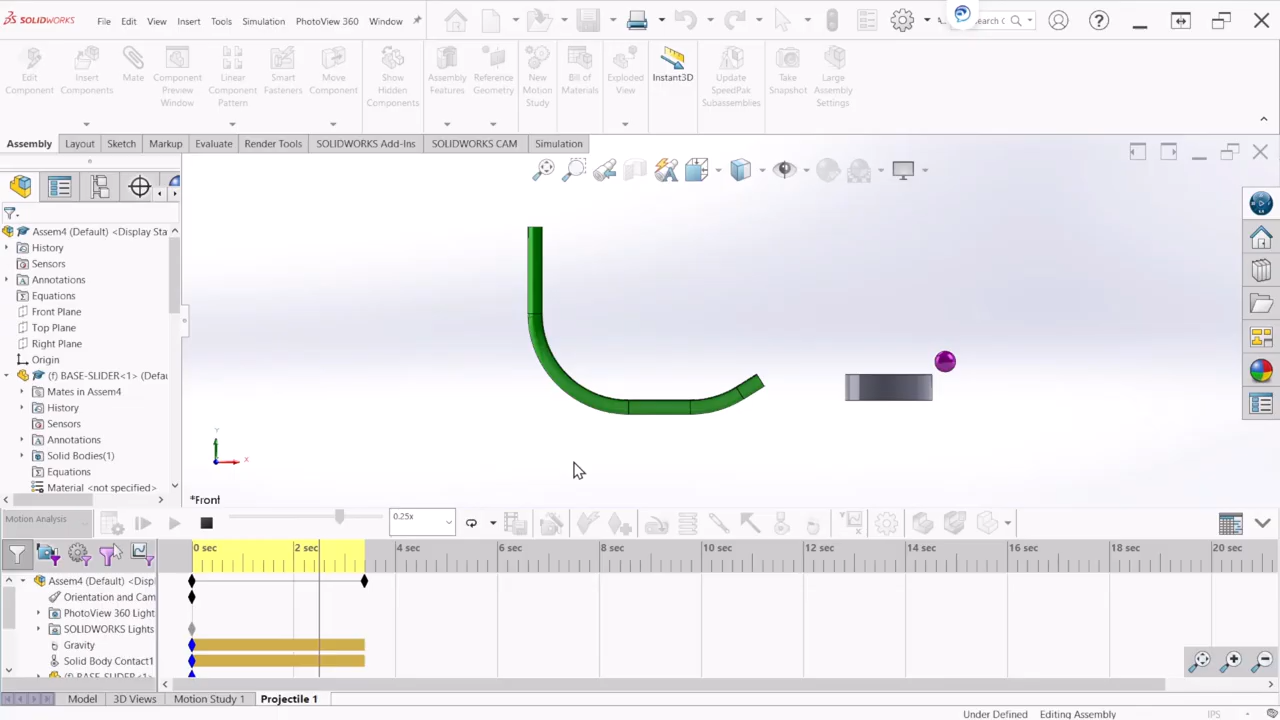 SOLIDWORKS File Edit View Insert Tools Simulation PhotoView 360 Window
Edit Component
Insert Components
Mate
Component Preview Window
Linear Component Pattern
Smart Fasteners
Move Component
Show Hidden Components
Assembly Features
Reference Geometry
New Motion Study
Bill of Materials
Exploded View
Instant3D
Update SpeedPak Subassemblies
Take Snapshot
Large Assembly Settings
Assembly Layout Sketch Markup Evaluate Render Tools SOLIDWORKS Add-Ins SOLIDWORKS CAM Simulation
Assem4 (Default) <Display Sta
History
Sensors
Annotations
Equations
Front Plane
Top Plane
Right Plane
Origin
(f) BASE-SLIDER<1> (Defau
Mates in Assem4
History
Sensors
Annotations
Solid Bodies(1)
Equations
Material <not specified>
Y
X
*Front
Motion Analysis
0.25x
0 sec 2 sec 4 sec 6 sec 8 sec 10 sec 12 sec 14 sec 16 sec 18 sec 20 sec
Assem4 (Default) <Displ
Orientation and Cam
PhotoView 360 Light
SOLIDWORKS Lights
Gravity
Solid Body Contact1
Model 3D Views Motion Study 1 Projectile 1
Under Defined Editing Assembly IPS